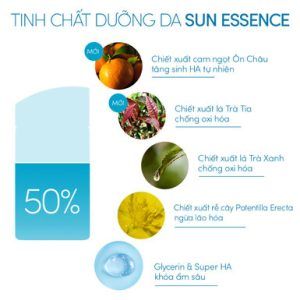 TINH CHẤT DƯỠNG DA SUN ESSENCE
MỚI
Chiết xuất cam ngọt Ôn Châu
tăng sinh HA tự nhiên
MỚI
Chiết xuất lá Trà Tía
chống oxi hóa
Chiết xuất lá Trà Xanh
chống oxi hóa
50%
Chiết xuất rễ cây Potentilla Erecta
ngừa lão hóa
Glycerin & Super HA
khóa ẩm sâu